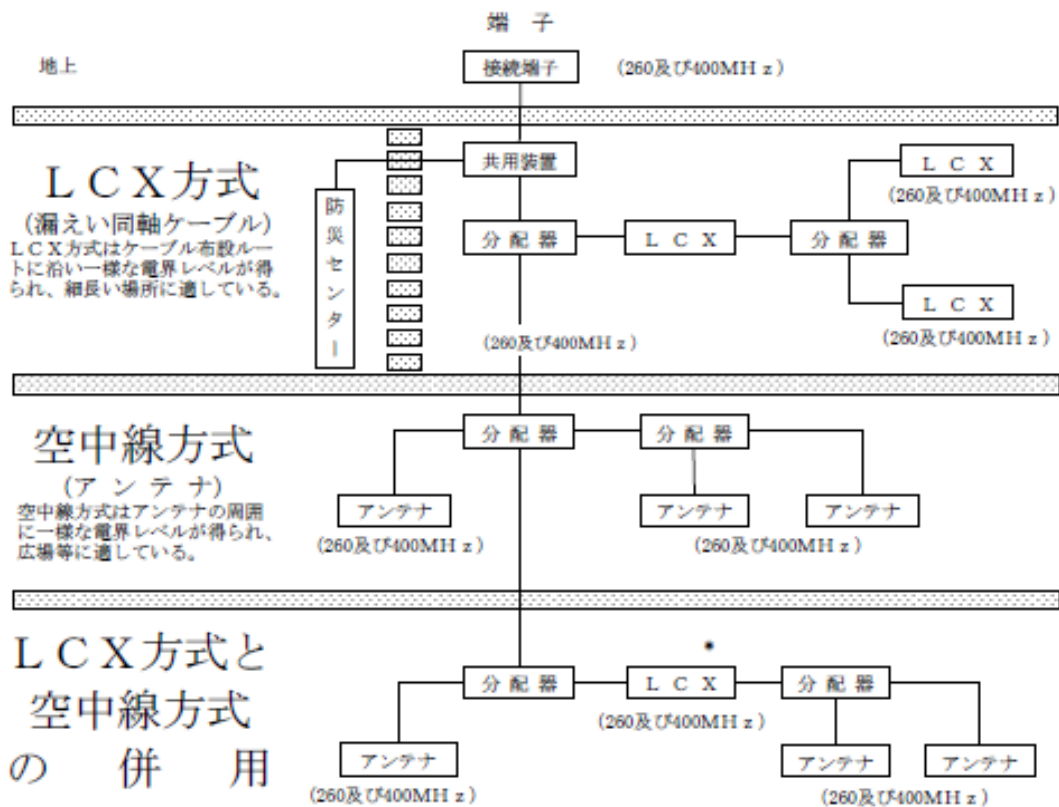 端 子
地上
接続端子
(260及び400MHz)
共用装置
防災センター
LCX方式
(漏えい同軸ケーブル)
LCX方式はケーブル布設ルー
トに沿い一様な電界レベルが得
られ、細長い場所に適している。
LCX
(260及び400MHz)
分配器
LCX
分配器
LCX
(260及び400MHz)
(260及び400MHz)
空中線方式
(アンテナ)
空中線方式はアンテナの周囲
に一様な電界レベルが得られ、
広場等に適している。
分配器
分配器
アンテナ
アンテナ
アンテナ
(260及び400MHz)
(260及び400MHz)
LCX方式と
空中線方式
の併用
*
分配器
LCX
分配器
(260及び400MHz)
アンテナ
アンテナ
アンテナ
(260及び400MHz)
(260及び400MHz)